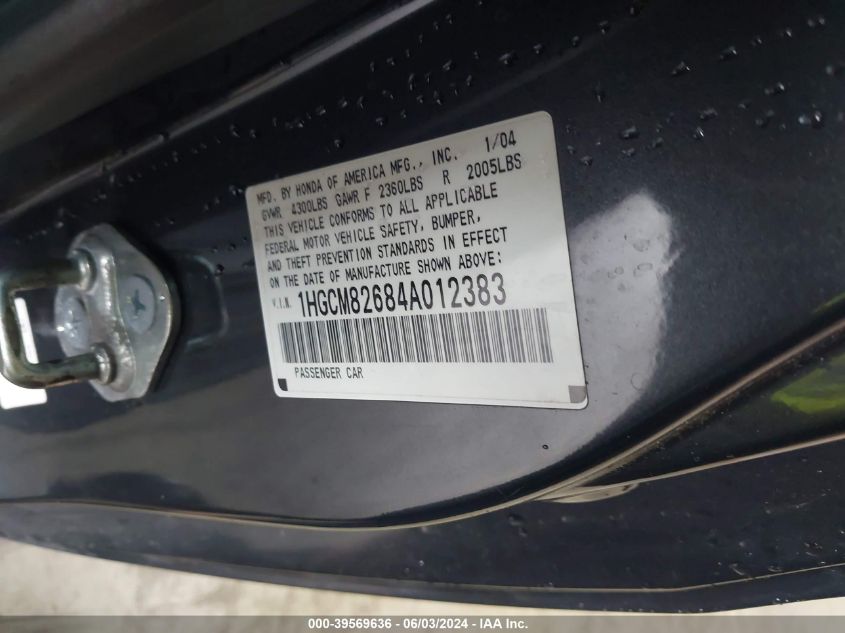 MFD. BY HONDA OF AMERICA MFG., INC. 1/04
GVWR 4300LBS GAWR F 2360LBS R 2005LBS
THIS VEHICLE CONFORMS TO ALL APPLICABLE
FEDERAL MOTOR VEHICLE SAFETY, BUMPER,
AND THEFT PREVENTION STANDARDS IN EFFECT
ON THE DATE OF MANUFACTURE SHOWN ABOVE:
V.I.N. 1HGCM82684A012383
PASSENGER CAR
000-39569636 - 06/03/2024 - IAA Inc.